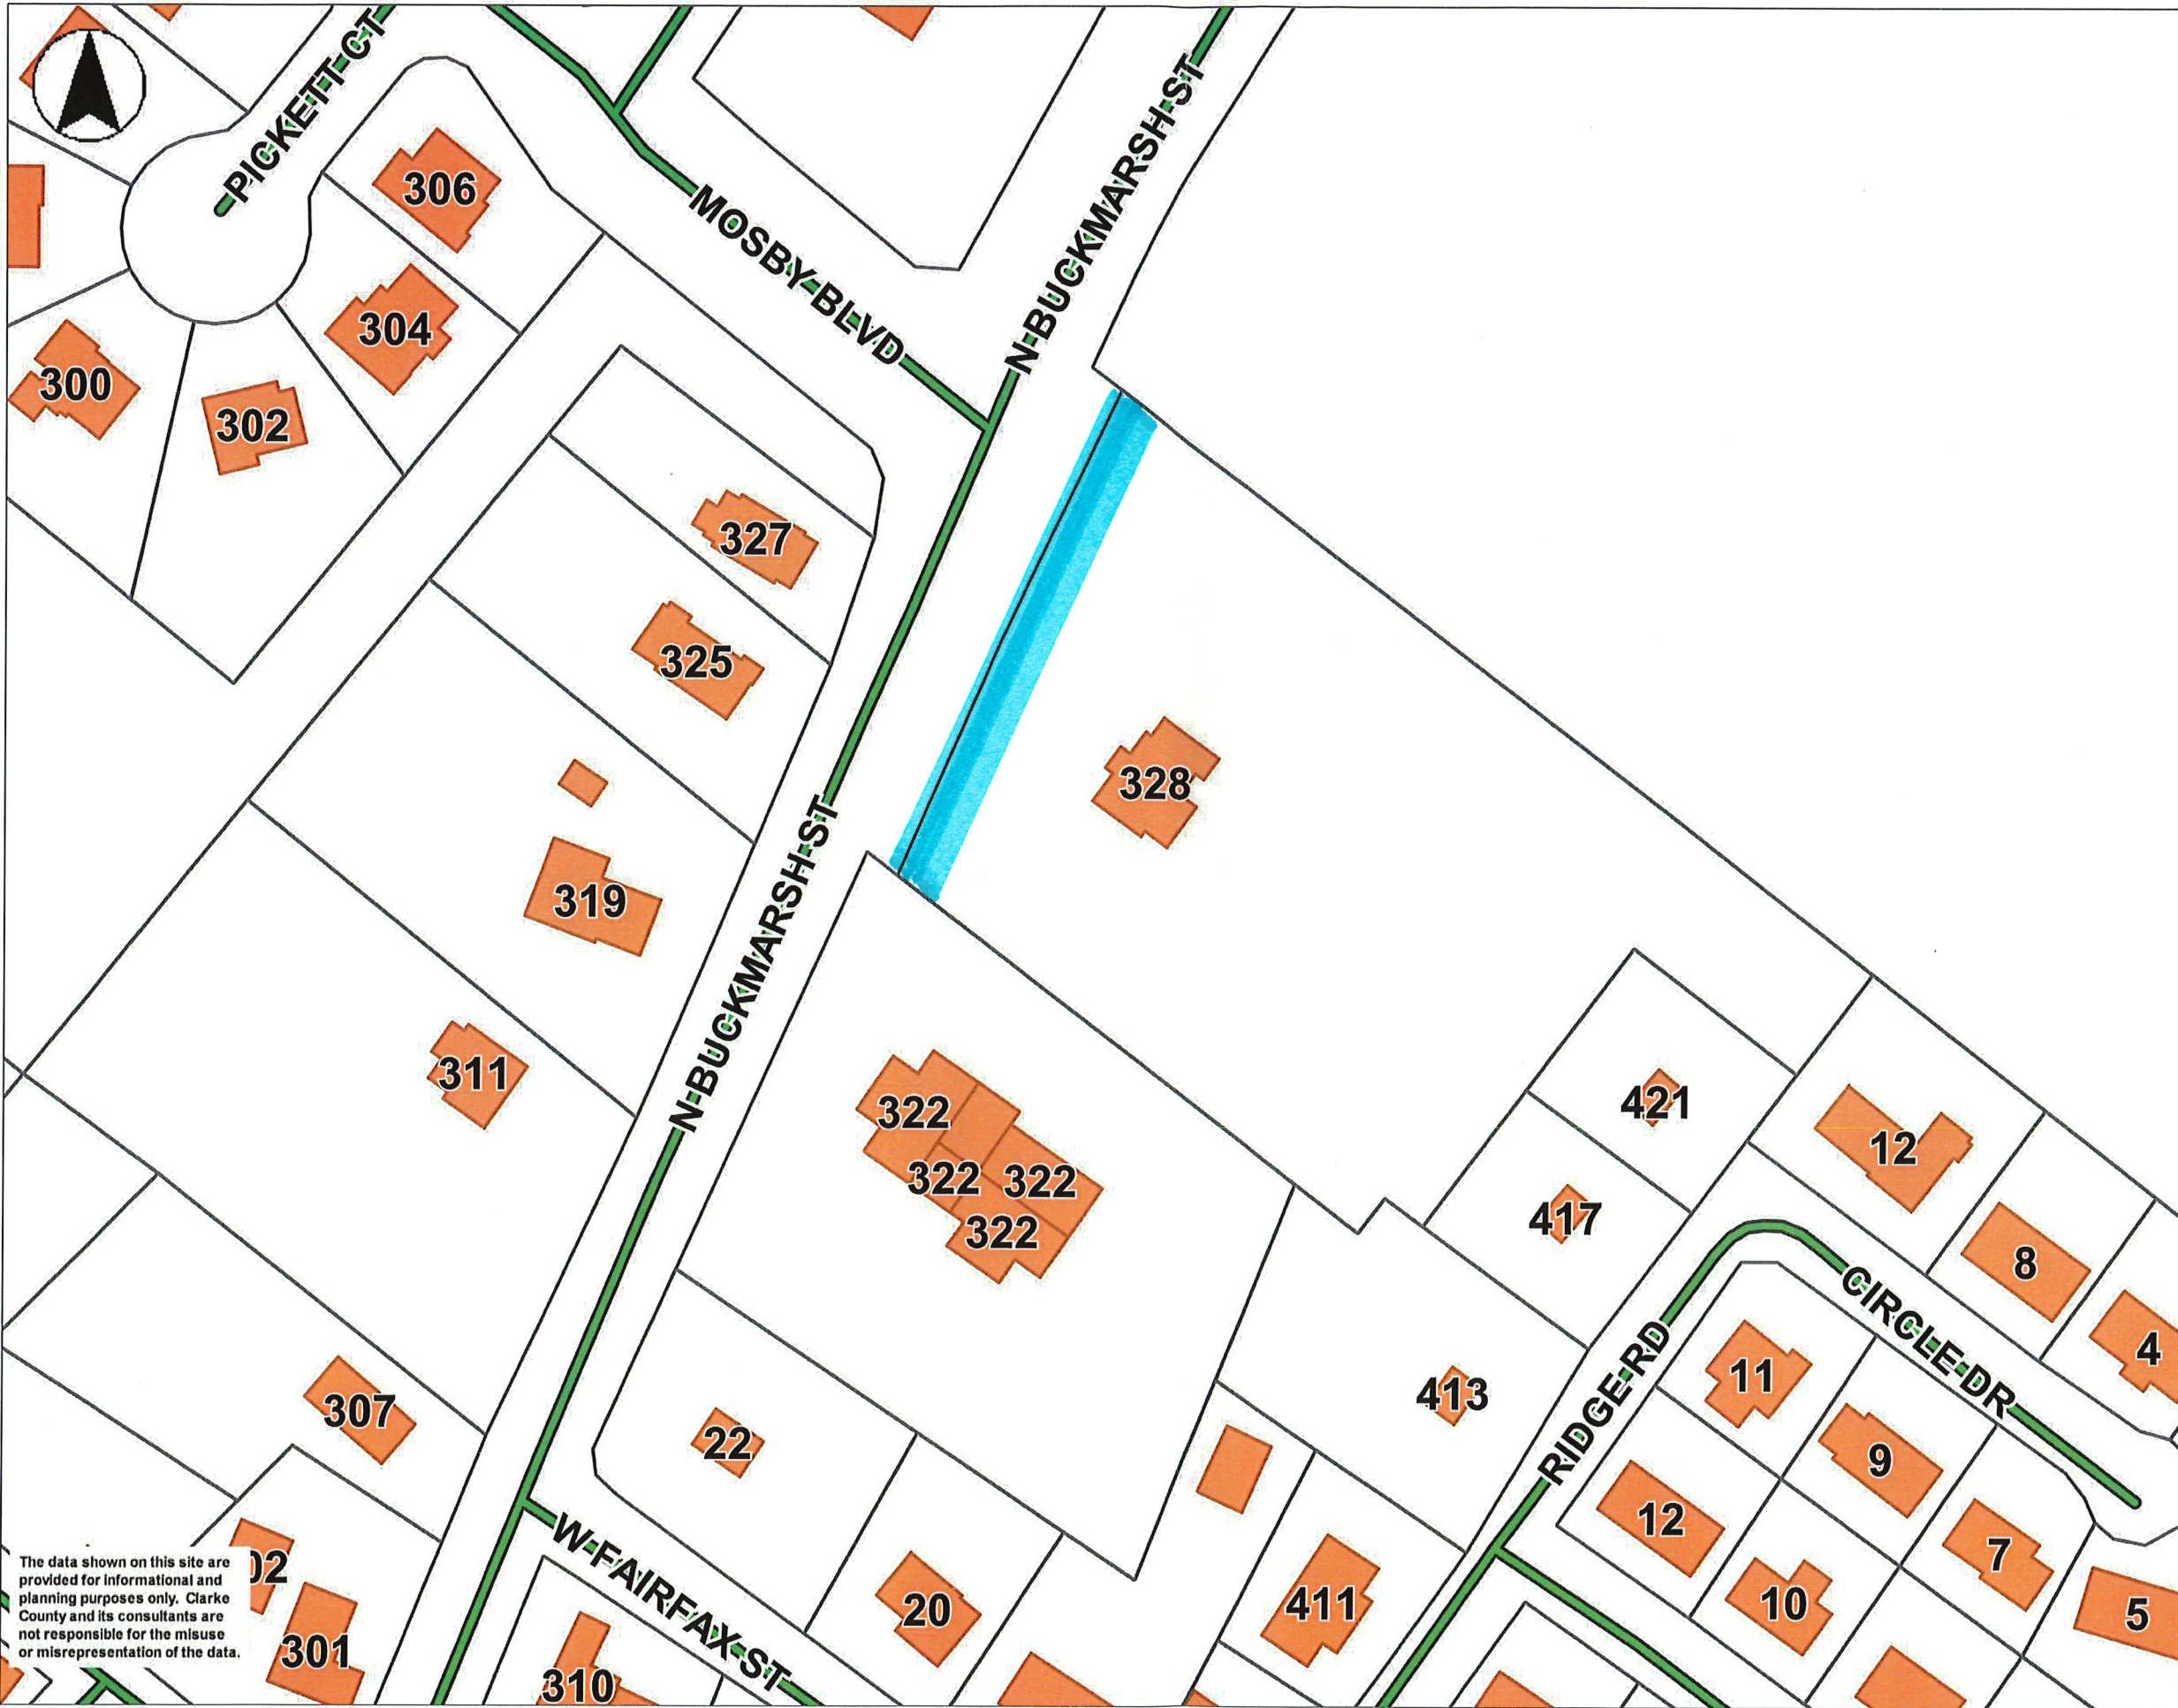 PICKETT CT
N BUCKMARSH ST
306
MOSBY BLVD
304
300
302
327
325
328
N BUCKMARSH ST
319
311
421
322
12
322
322
417
322
8
CIRCLE DR
4
11
RIDGE RD
413
307
22
9
12
W FAIRFAX ST
7
02
10
411
20
5
301
310
The data shown on this site are
provided for informational and
planning purposes only. Clarke
County and its consultants are
not responsible for the misuse
or misrepresentation of the data.